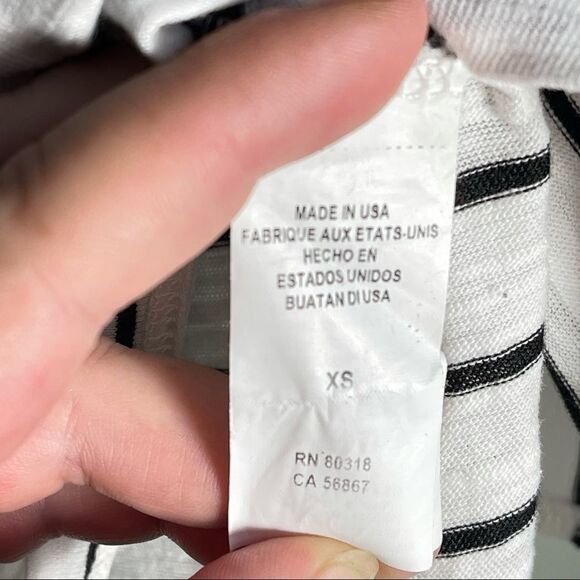 MADE IN USA
FABRIQUE AUX ETATS-UNIS
HECHO EN
ESTADOS UNIDOS
BUATAN DI USA
XS
RN 80318
CA 56867